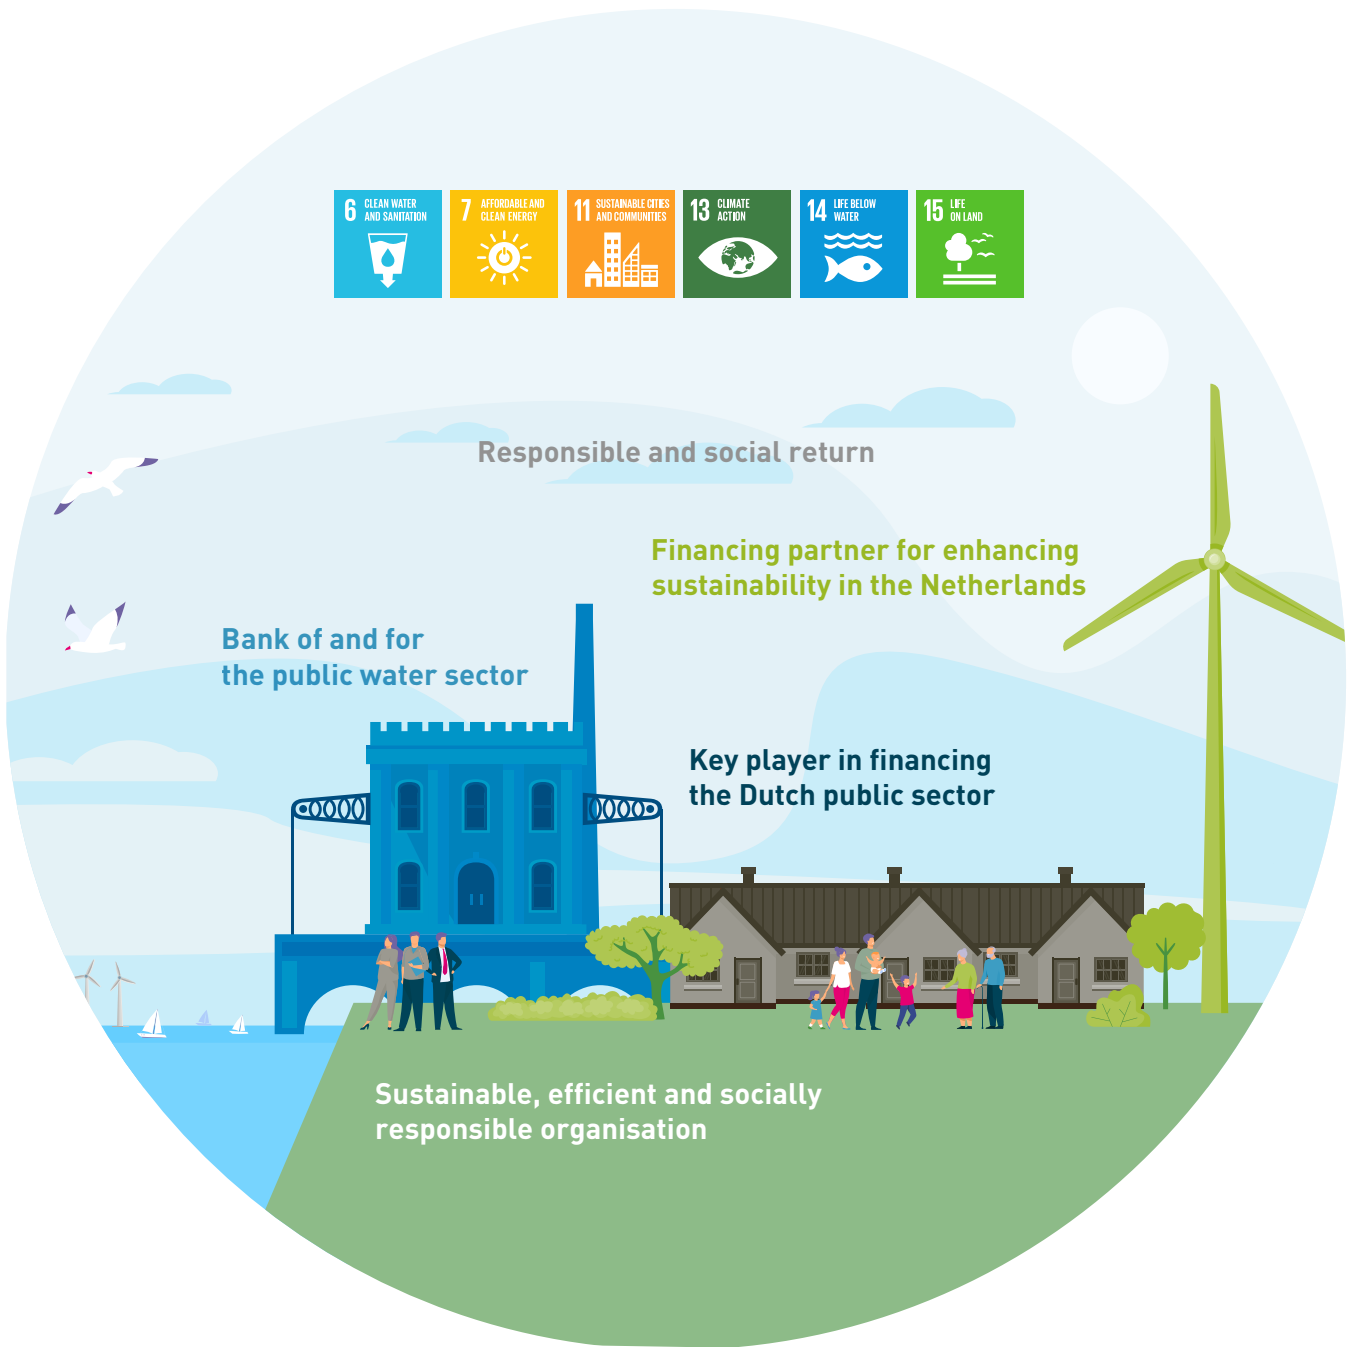 6 CLEAN WATER
AND SANITATION
7 AFFORDABLE AND
CLEAN ENERGY
11 SUSTAINABLE CITIES
AND COMMUNITIES
13 CLIMATE
ACTION
14 LIFE BELOW
WATER
15 LIFE
ON LAND
Responsible and social return
Financing partner for enhancing
sustainability in the Netherlands
Bank of and for
the public water sector
Key player in financing
the Dutch public sector
Sustainable, efficient and socially
responsible organisation